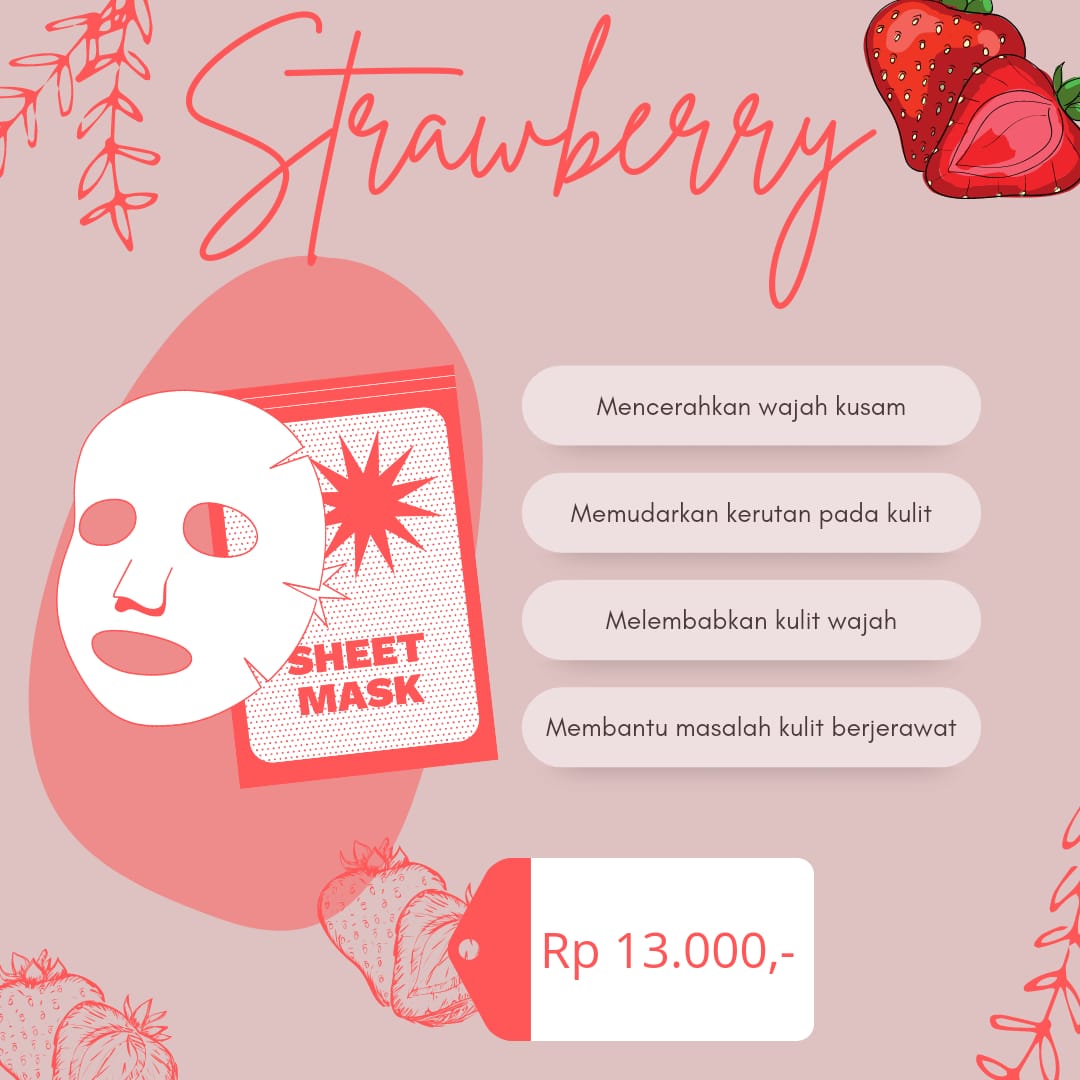 Strawberry
SHEET
MASK
Mencerahkan wajah kusam
Memudarkan kerutan pada kulit
Melembabkan kulit wajah
Membantu masalah kulit berjerawat
Rp 13.000,-